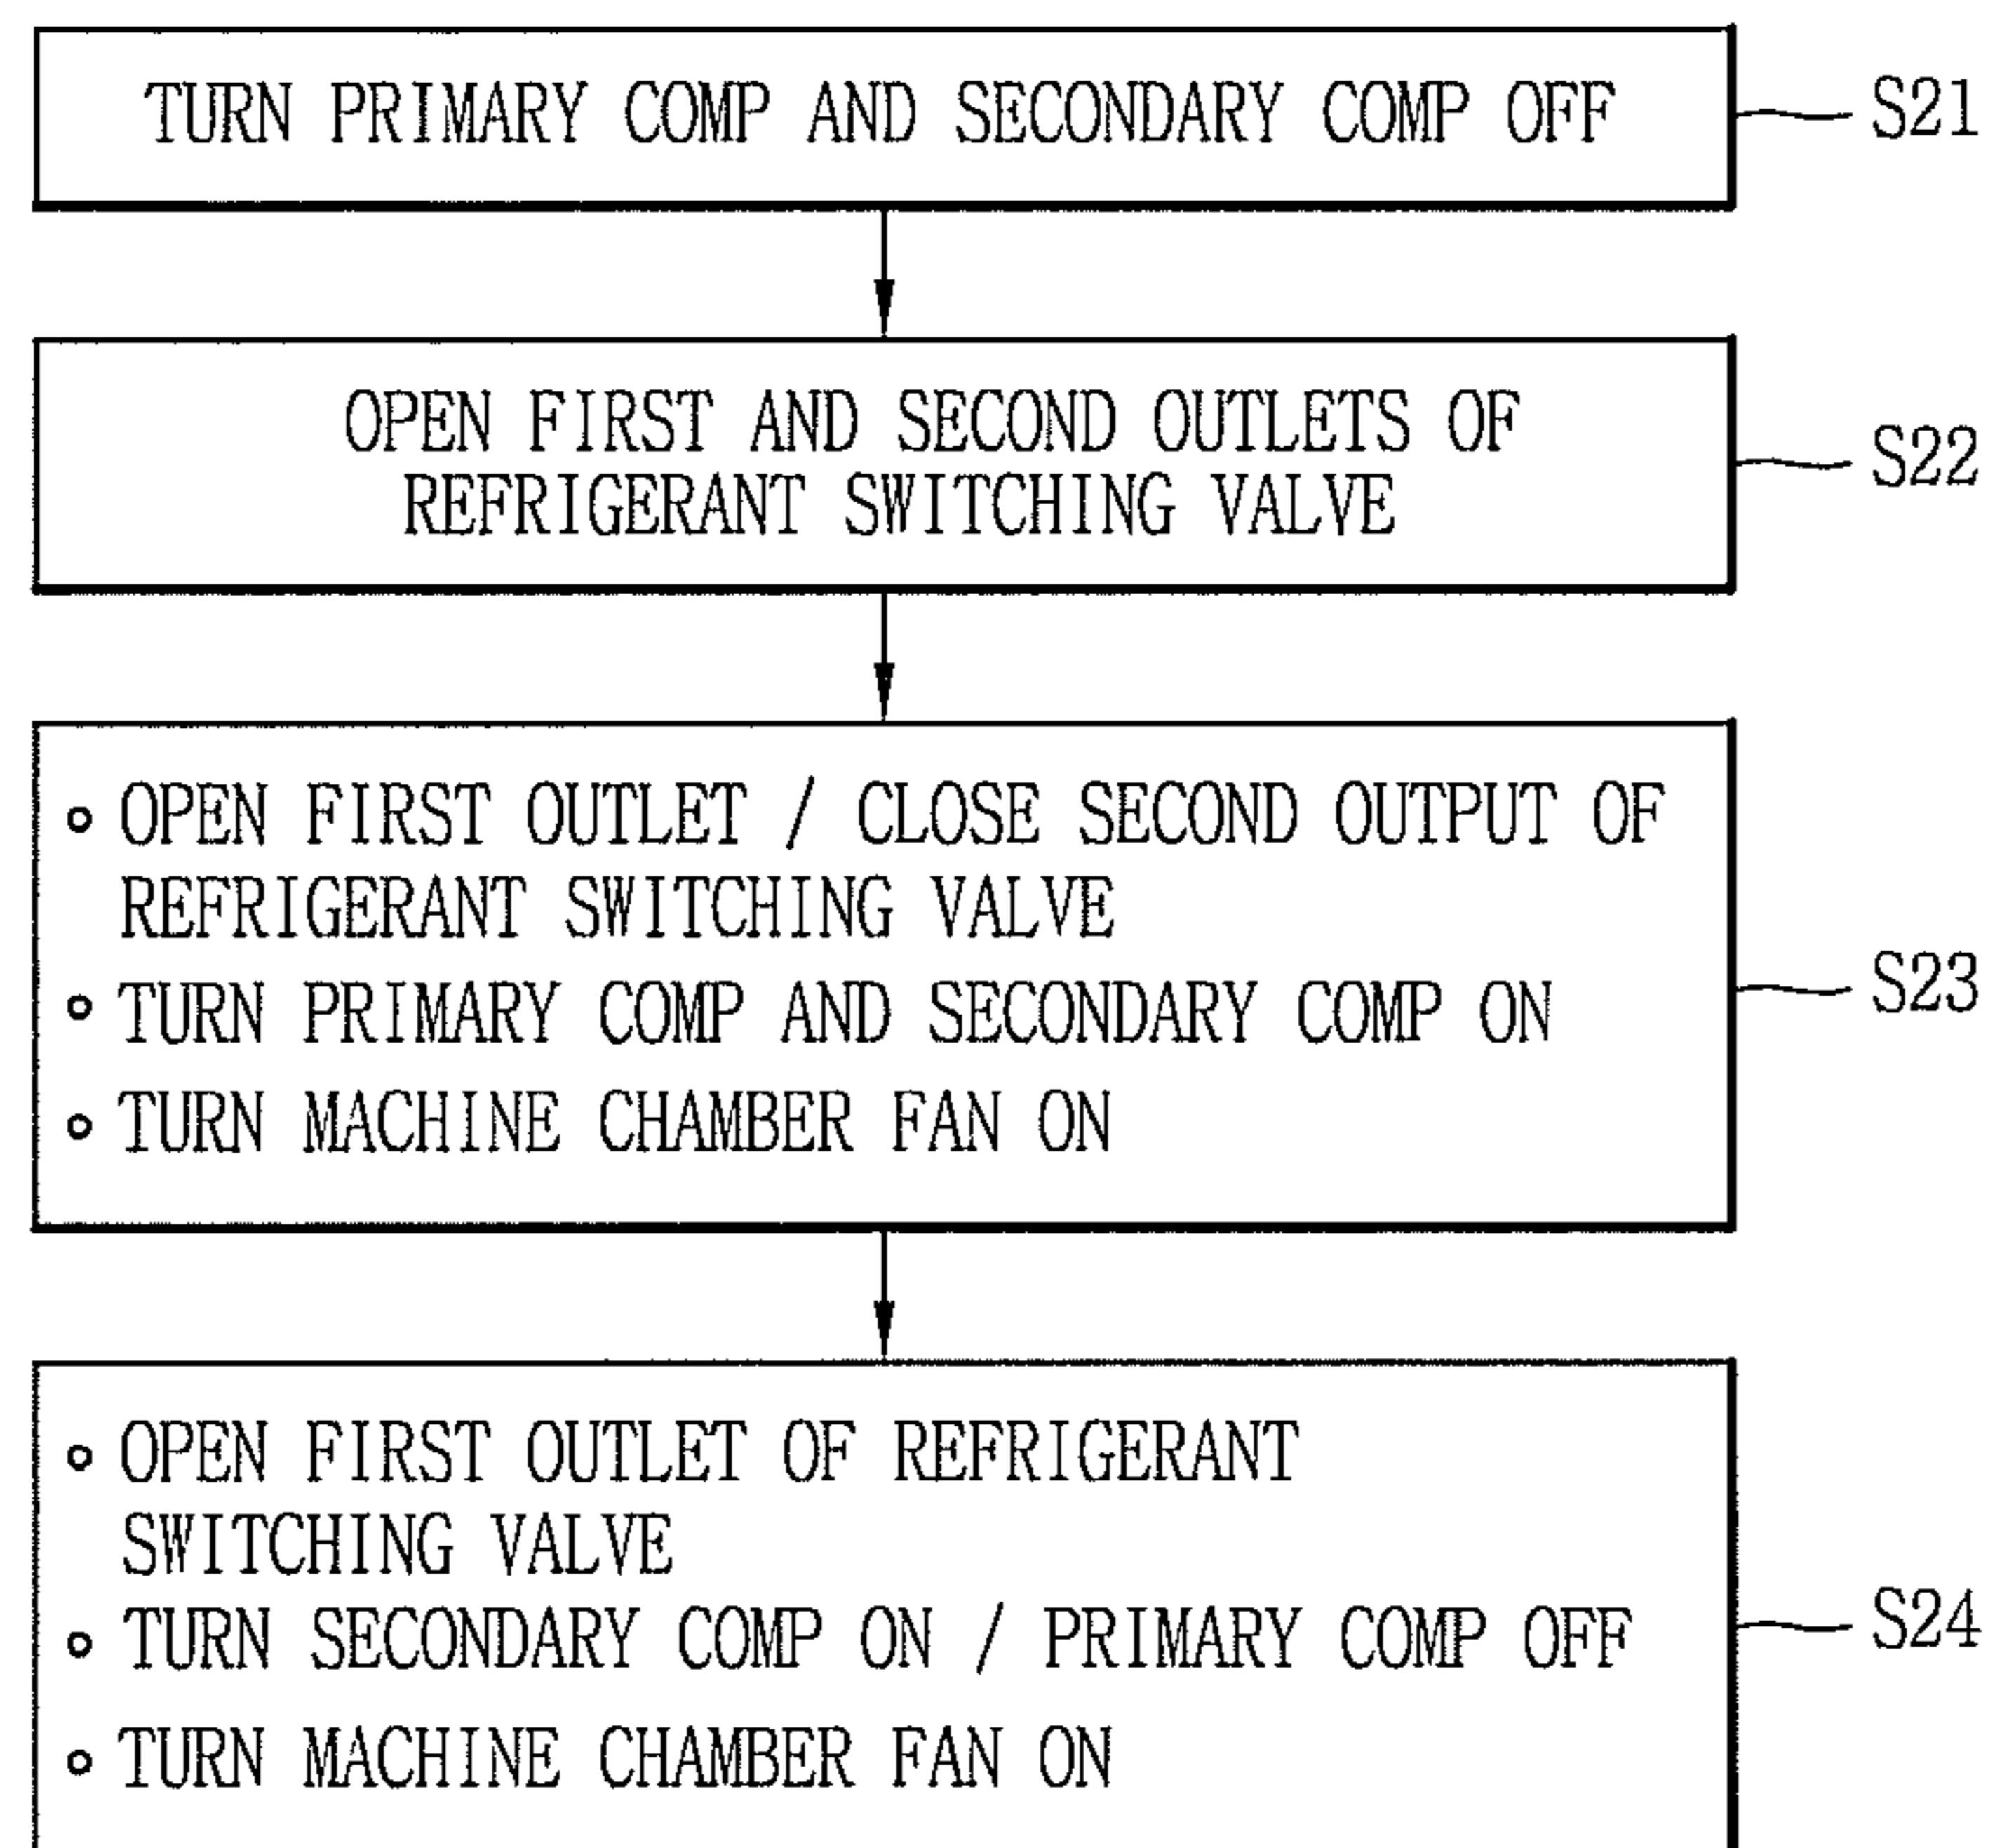 TURN PRIMARY COMP AND SECONDARY COMP OFF
S21
OPEN FIRST AND SECOND OUTLETS OF
REFRIGERANT SWITCHING VALVE
S22
OPEN FIRST OUTLET / CLOSE SECOND OUTPUT OF
REFRIGERANT SWITCHING VALVE
TURN PRIMARY COMP AND SECONDARY COMP ON
TURN MACHINE CHAMBER FAN ON
S23
OPEN FIRST OUTLET OF REFRIGERANT
SWITCHING VALVE
TURN SECONDARY COMP ON / PRIMARY COMP OFF
TURN MACHINE CHAMBER FAN ON
S24